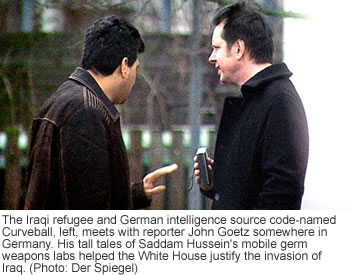 The Iraqi refugee and German intelligence source code-named
Curveball, left, meets with reporter John Goetz somewhere in
Germany. His tall tales of Saddam Hussein's mobile germ
weapons labs helped the White House justify the invasion of
Iraq. (Photo: Der Spiegel)